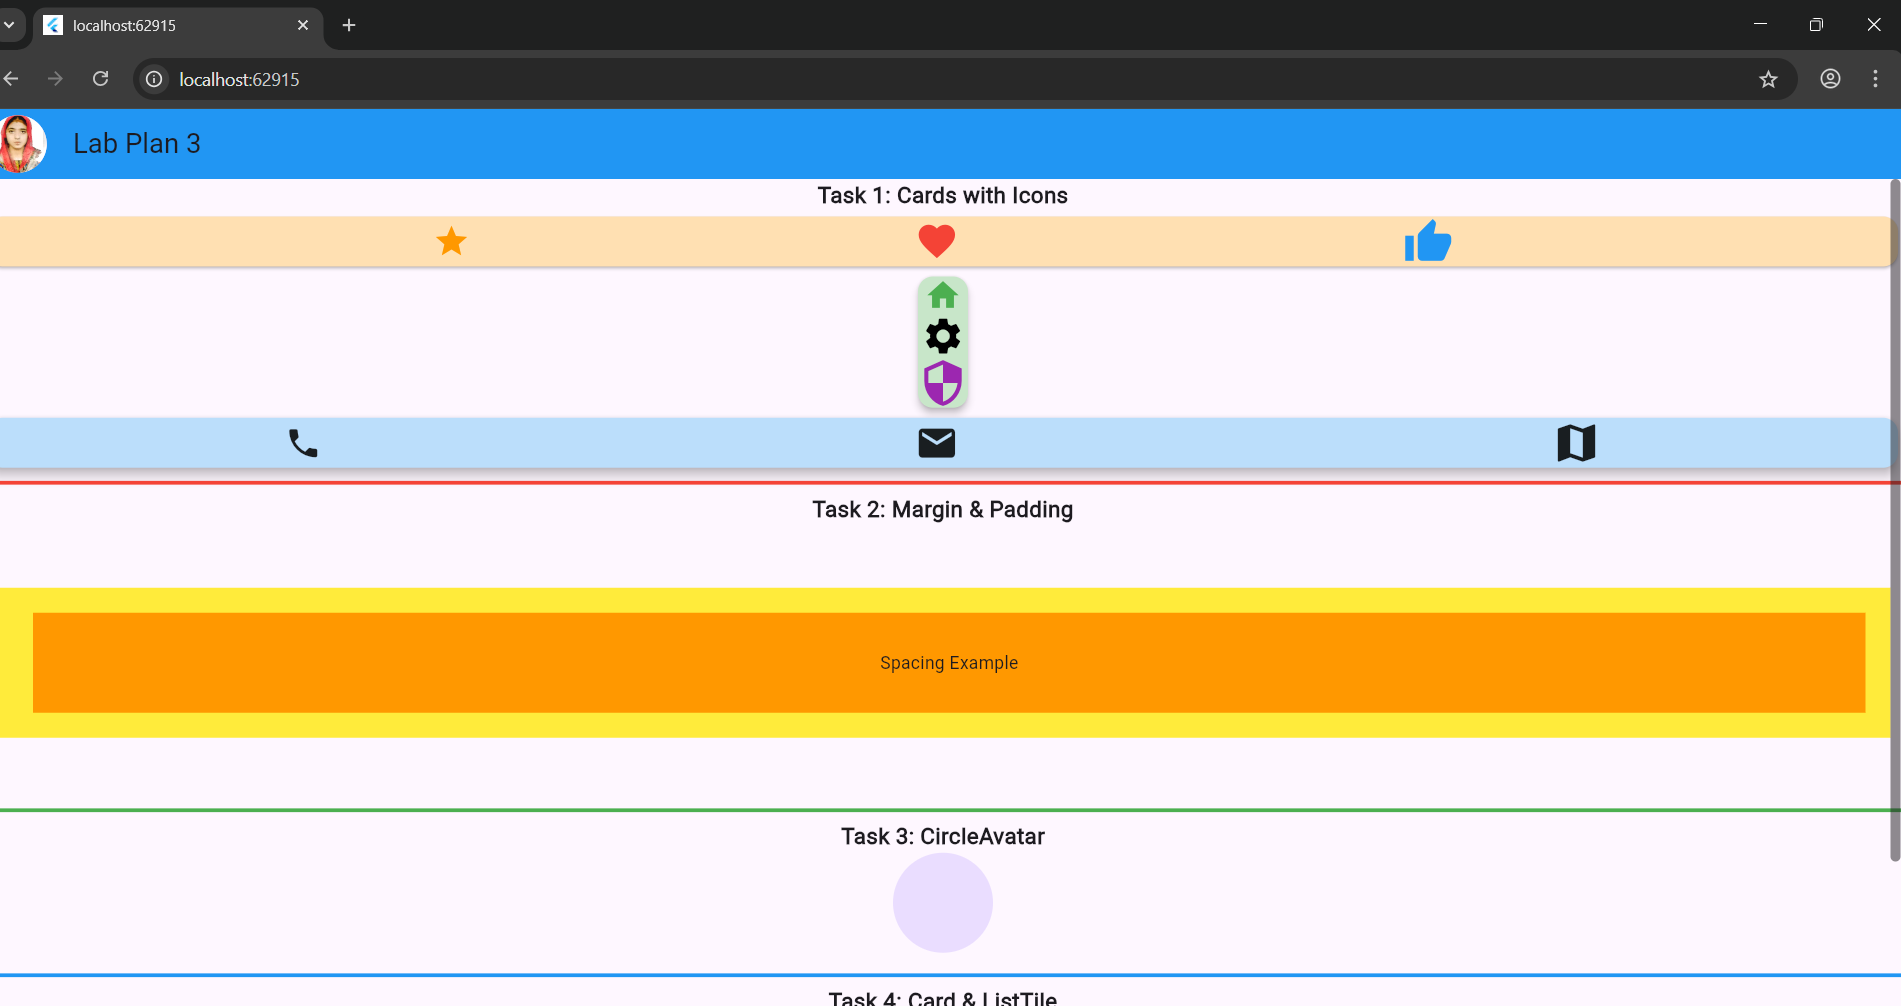 localhost:62915
localhost:62915
Lab Plan 3
Task 1: Cards with Icons
Task 2: Margin & Padding
Spacing Example
Task 3: CircleAvatar
Task 4: Card & ListTile